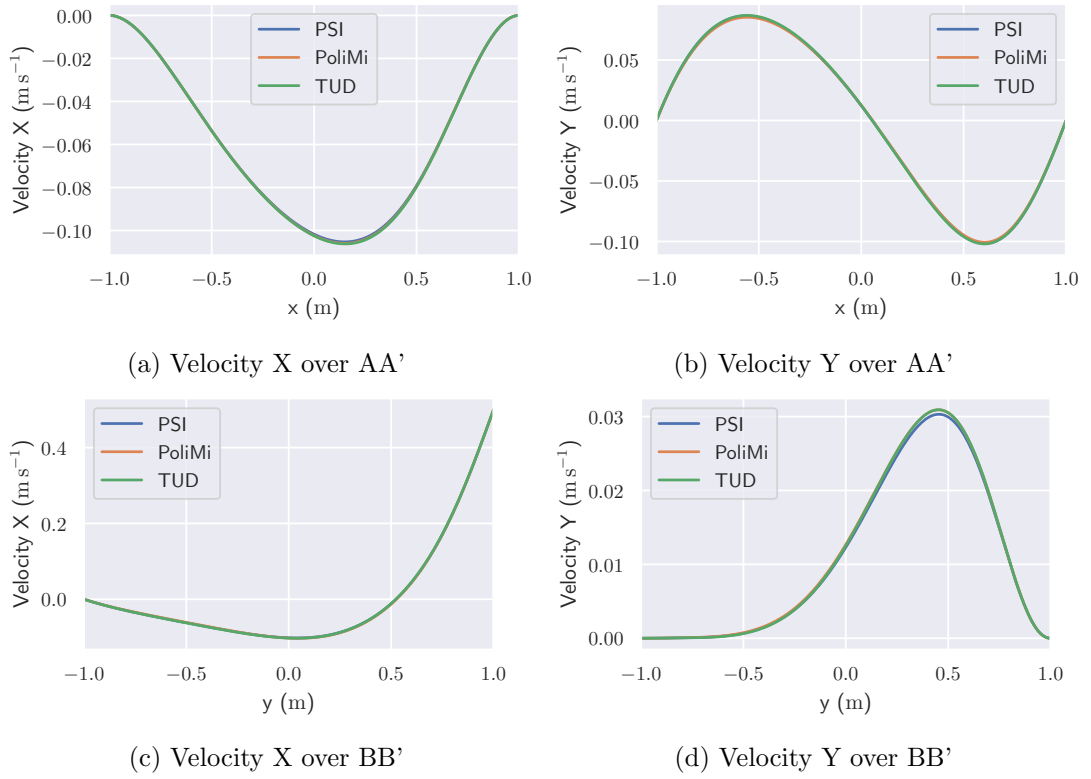 0.00
−0.02
−0.04
−0.06
−0.08
−0.10
Velocity X (m s⁻¹)
PSI
PoliMi
TUD
−1.0 −0.5 0.0 0.5 1.0
x (m)
(a) Velocity X over AA'
0.05
0.00
−0.05
−0.10
Velocity Y (m s⁻¹)
PSI
PoliMi
TUD
−1.0 −0.5 0.0 0.5 1.0
x (m)
(b) Velocity Y over AA'
0.4
0.2
0.0
Velocity X (m s⁻¹)
PSI
PoliMi
TUD
−1.0 −0.5 0.0 0.5 1.0
y (m)
(c) Velocity X over BB'
0.03
0.02
0.01
0.00
Velocity Y (m s⁻¹)
PSI
PoliMi
TUD
−1.0 −0.5 0.0 0.5 1.0
y (m)
(d) Velocity Y over BB'